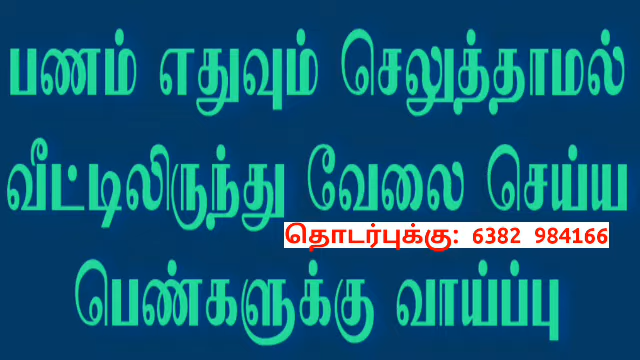 பணம் எதுவும் செலுத்தாமல்
வீட்டிலிருந்து வேலை செய்ய
தொடர்புக்கு: 6382 984166
பெண்களுக்கு வாய்ப்பு